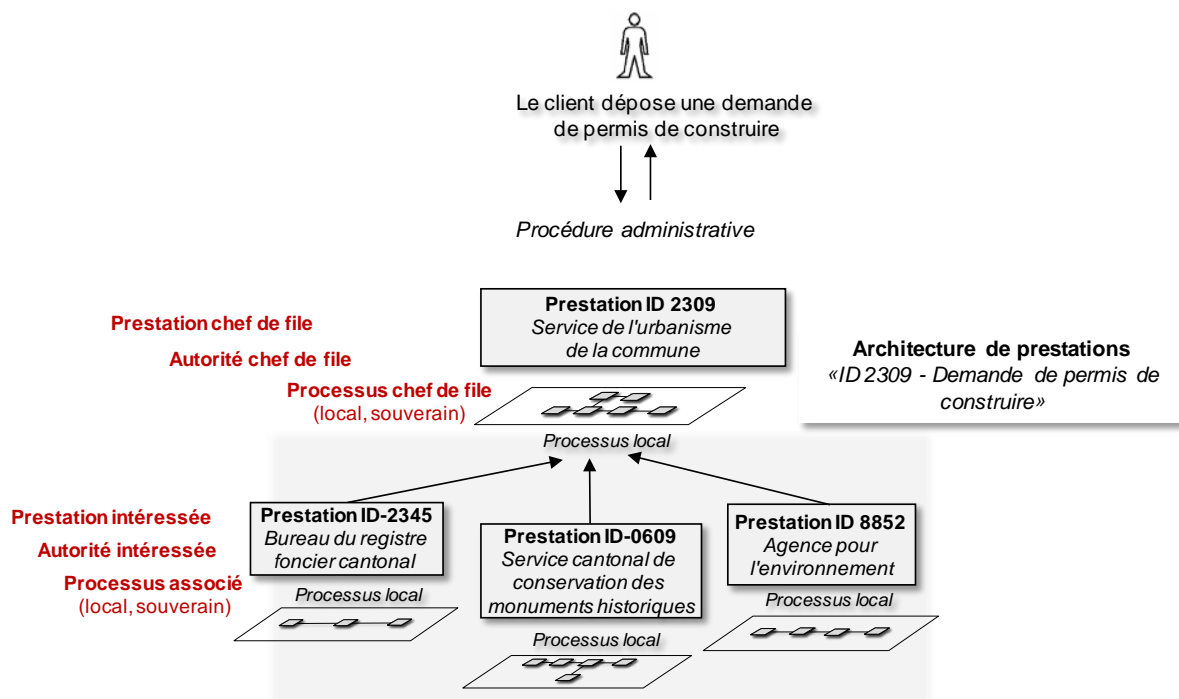 Le client dépose une demande
de permis de construire
Procédure administrative
Prestation ID 2309
Service de l'urbanisme
de la commune
Prestation chef de file
Autorité chef de file
Processus chef de file
(local, souverain)
Architecture de prestations
«ID 2309 - Demande de permis de
construire»
Processus local
Prestation intéressée
Autorité intéressée
Processus associé
(local, souverain)
Prestation ID-2345
Bureau du registre
foncier cantonal
Processus local
Prestation ID-0609
Service cantonal de
conservation des
monuments historiques
Processus local
Prestation ID 8852
Agence pour
l'environnement
Processus local